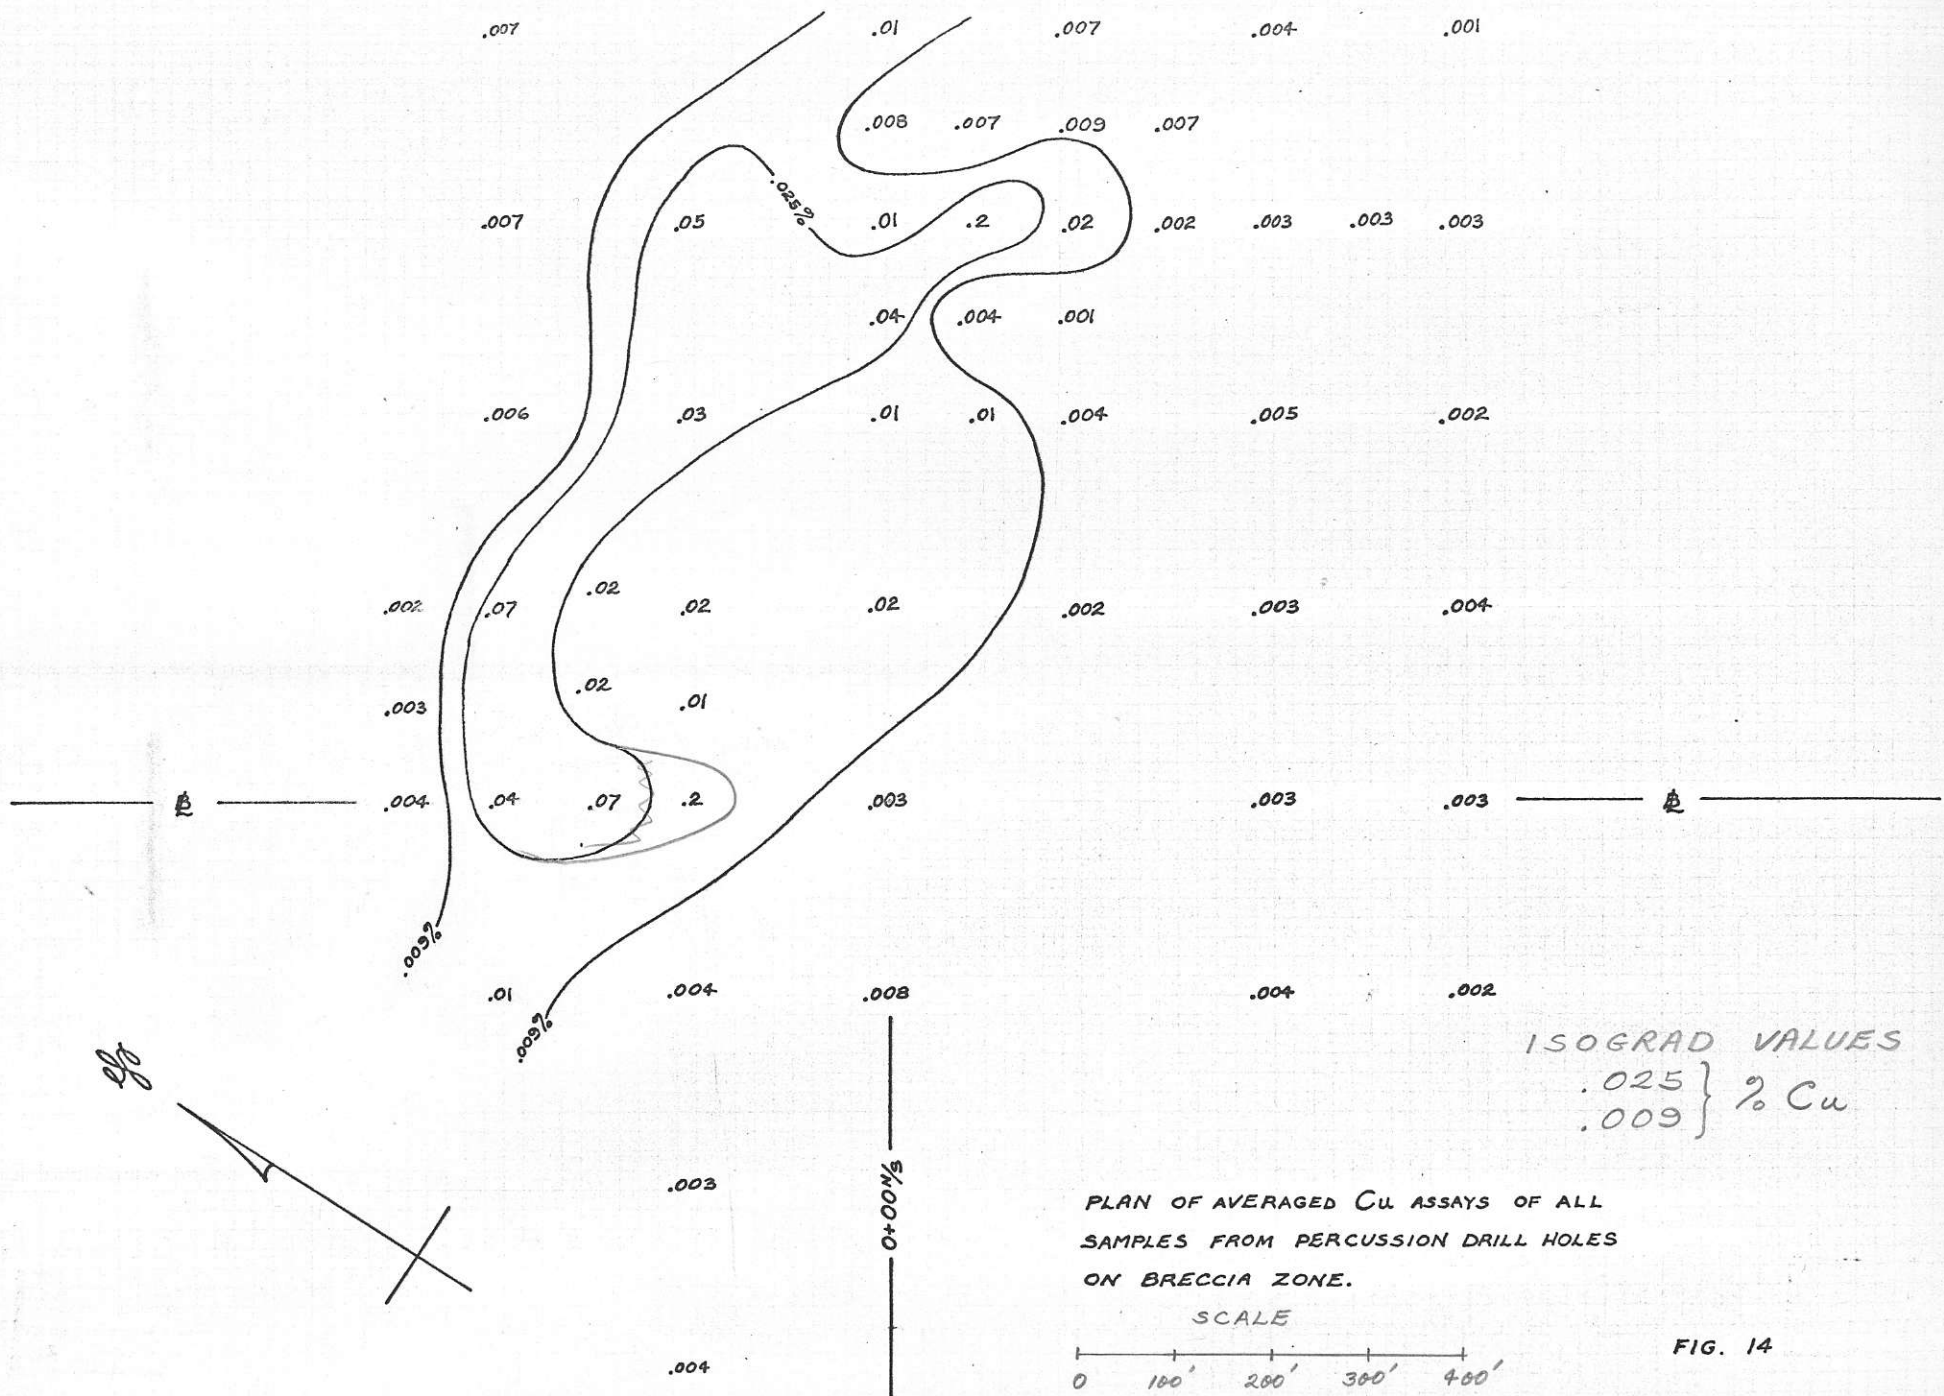 .007 .01 .007 .004 .001
.008 .007 .009 .007
.025%
.007 .05 .01 .2 .02 .002 .003 .003 .003
.04 .004 .001
.006 .03 .01 .01 .004 .005 .002
.02
.002 .07 .02 .02 .002 .003 .004
.02
.003 .01
BL .004 .04 .07 .2 .003 .003 .003 BL
.009%
.01 .004 .008 .004 .002
.009%
ISOGRAD VALUES
.025
.009 } % Cu
.003
0+00N/S
PLAN OF AVERAGED Cu ASSAYS OF ALL
SAMPLES FROM PERCUSSION DRILL HOLES
ON BRECCIA ZONE.
SCALE
FIG. 14
.004
0 100' 200' 300' 400'